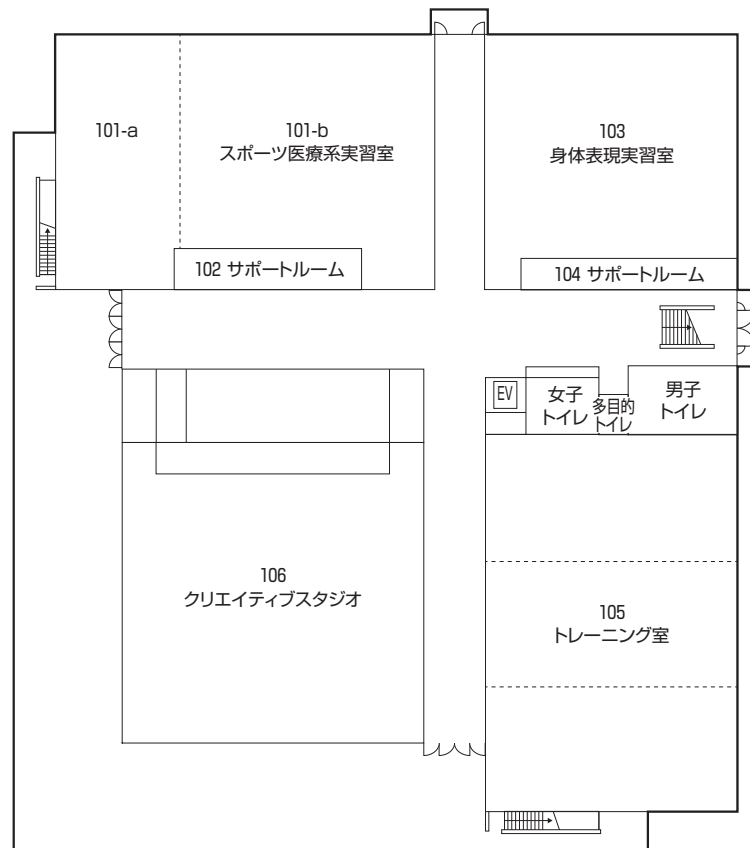 101-a
101-b
スポーツ医療系実習室
103
身体表現実習室
102 サポートルーム
104 サポートルーム
EV
女子
トイレ
多目的
トイレ
男子
トイレ
106
クリエイティブスタジオ
105
トレーニング室